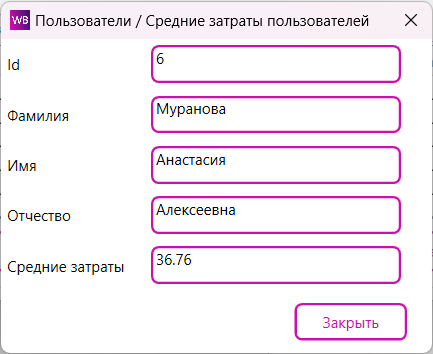 WB Пользователи / Средние затраты пользователей
Id 6
Фамилия Муранова
Имя Анастасия
Отчество Алексеевна
Средние затраты 36.76
Закрыть